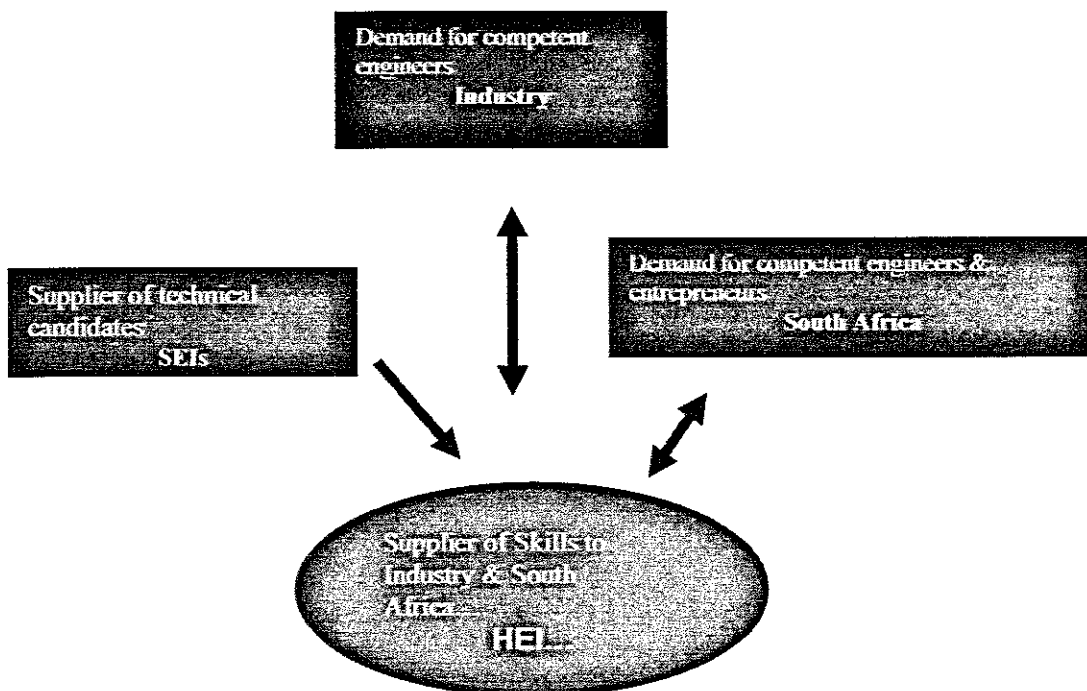 Demand for competent
engineers
Industry
Supplier of technical
candidates
SEIs
Demand for competent engineers &
entrepreneurs
South Africa
Supplier of Skills to
Industry & South
Africa
HEI